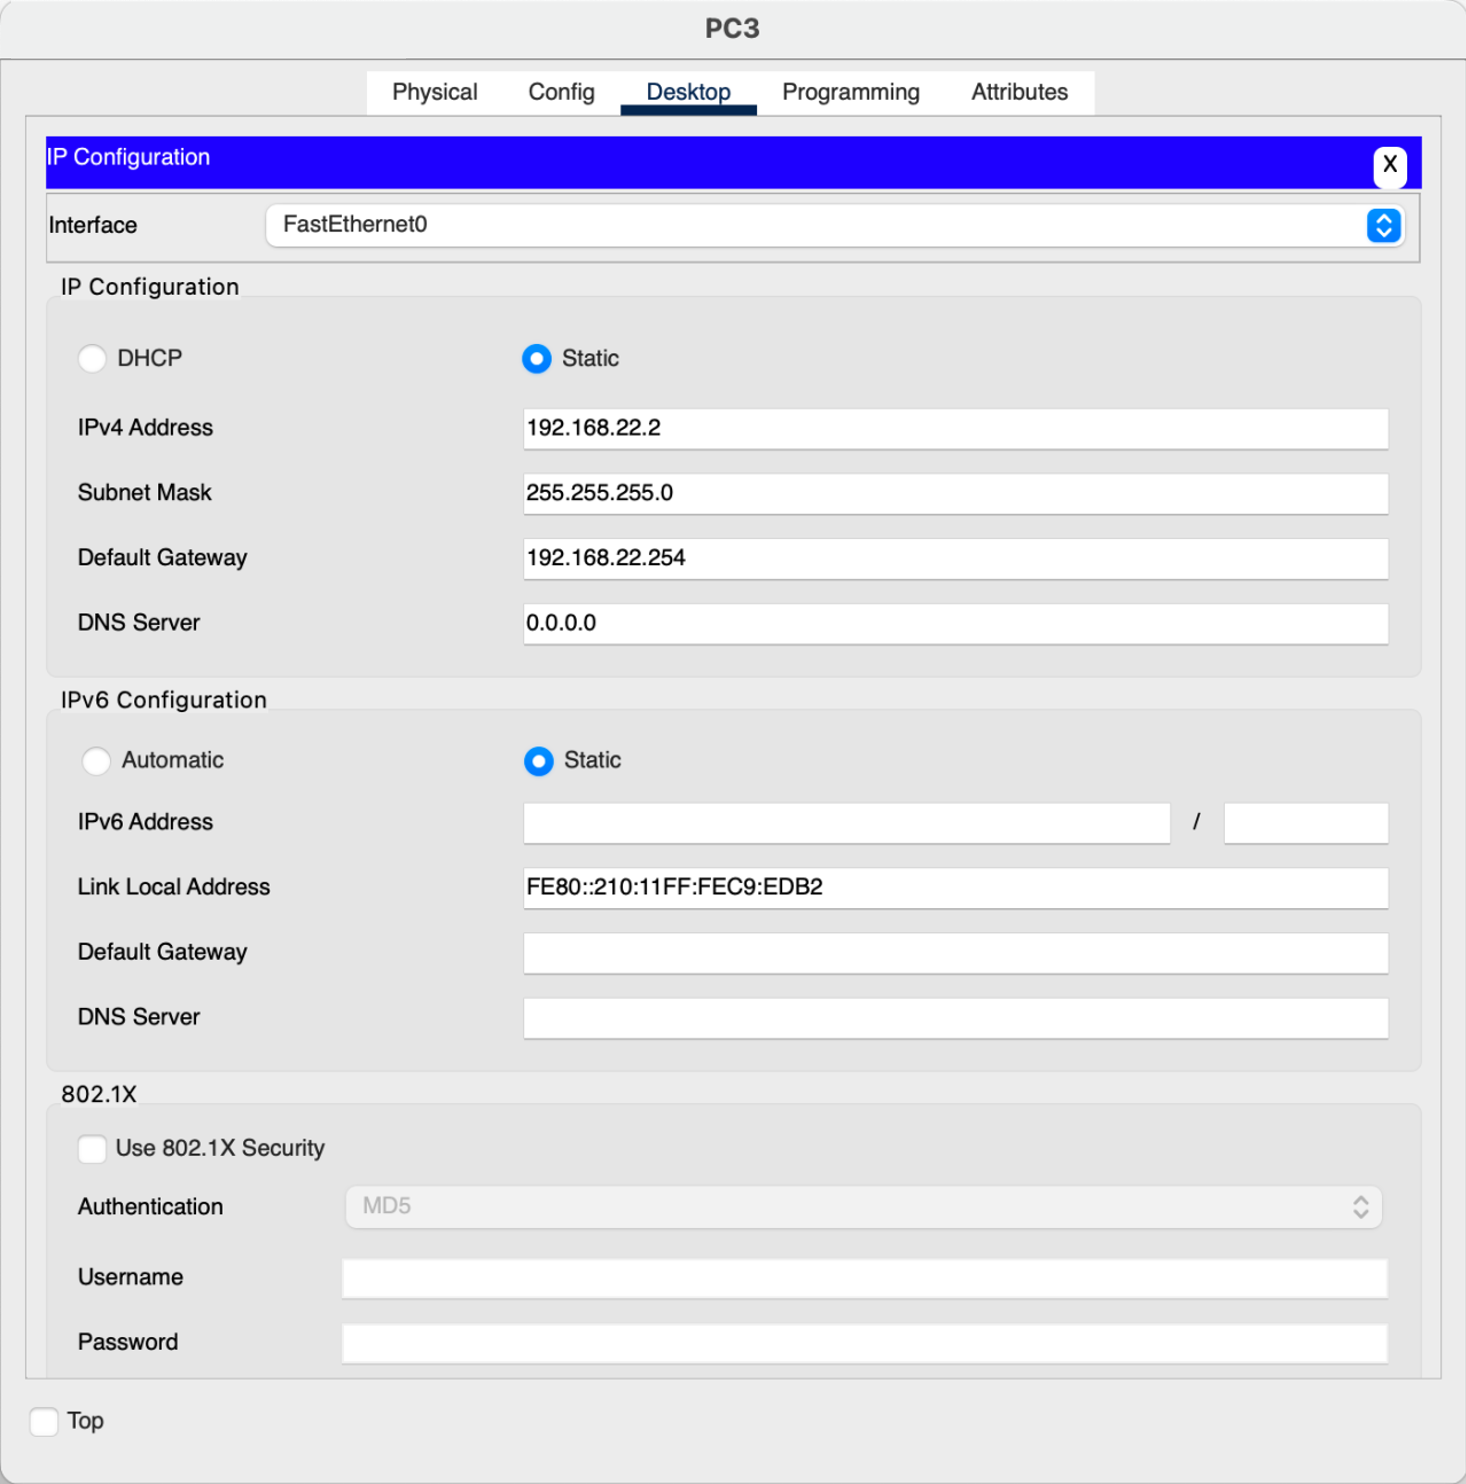 PC3
Physical Config Desktop Programming Attributes
IP Configuration
X
Interface FastEthernet0
IP Configuration
DHCP Static
IPv4 Address 192.168.22.2
Subnet Mask 255.255.255.0
Default Gateway 192.168.22.254
DNS Server 0.0.0.0
IPv6 Configuration
Automatic Static
IPv6 Address /
Link Local Address FE80::210:11FF:FEC9:EDB2
Default Gateway
DNS Server
802.1X
Use 802.1X Security
Authentication MD5
Username
Password
Top